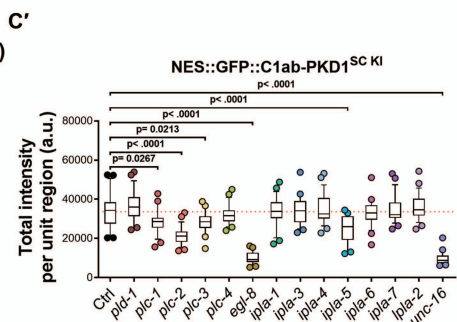 C′
)
NES::GFP::C1ab-PKD1SC KI
p< .0001
p< .0001
p< .0001
p= 0.0213
p< .0001
p= 0.0267
Total intensity
per unit region (a.u.)
80000
60000
40000
20000
0
Ctrl pld-1 plc-1 plc-2 plc-3 plc-4 egl-8 ipla-1 ipla-3 ipla-4 ipla-5 ipla-6 ipla-7 lpla-2 unc-16